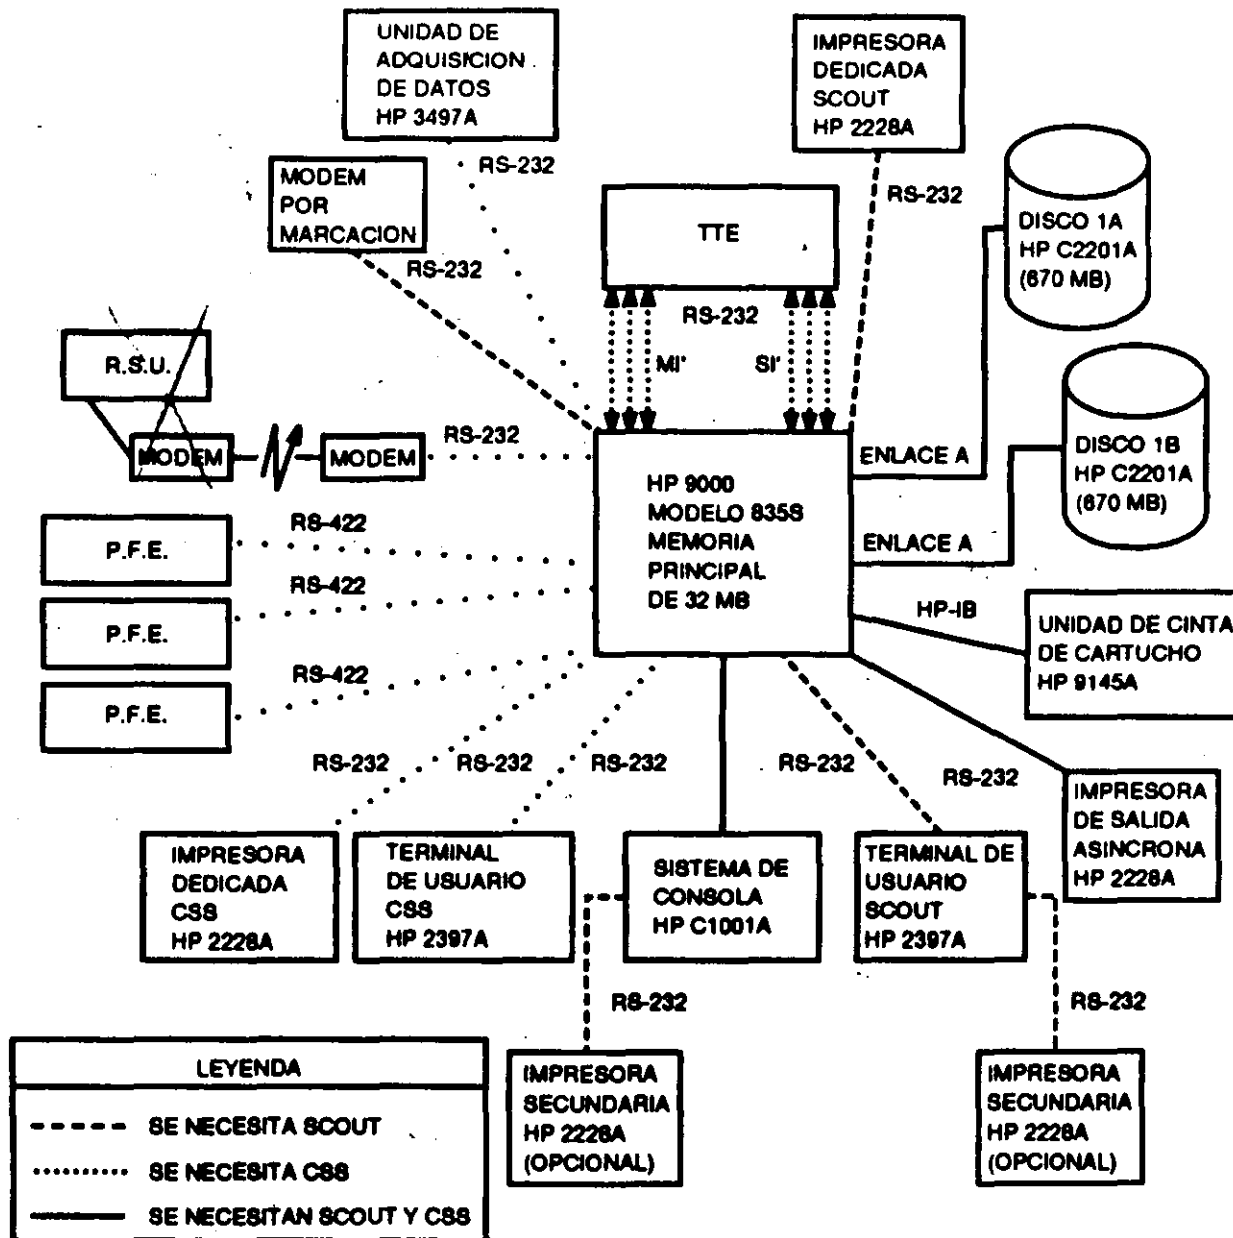 UNIDAD DE
ADQUISICION
DE DATOS
HP 3497A
IMPRESORA
DEDICADA
SCOUT
HP 2228A
RS-232
MODEM
POR
MARCACION
RS-232
TTE
RS-232
DISCO 1A
HP C2201A
(670 MB)
RS-232
MI'
SI'
R.S.U.
MODEM
MODEM
RS-232
HP 9000
MODELO 835S
MEMORIA
PRINCIPAL
DE 32 MB
ENLACE A
DISCO 1B
HP C2201A
(670 MB)
ENLACE A
P.F.E.
RS-422
P.F.E.
RS-422
P.F.E.
RS-422
HP-IB
UNIDAD DE CINTA
DE CARTUCHO
HP 9145A
RS-232
RS-232
RS-232
RS-232
RS-232
IMPRESORA
DE SALIDA
ASINCRONA
HP 2228A
IMPRESORA
DEDICADA
CSS
HP 2228A
TERMINAL
DE USUARIO
CSS
HP 2397A
SISTEMA DE
CONSOLA
HP C1001A
TERMINAL DE
USUARIO
SCOUT
HP 2397A
RS-232
RS-232
IMPRESORA
SECUNDARIA
HP 2228A
(OPCIONAL)
IMPRESORA
SECUNDARIA
HP 2228A
(OPCIONAL)
LEYENDA
SE NECESITA SCOUT
SE NECESITA CSS
SE NECESITAN SCOUT Y CSS